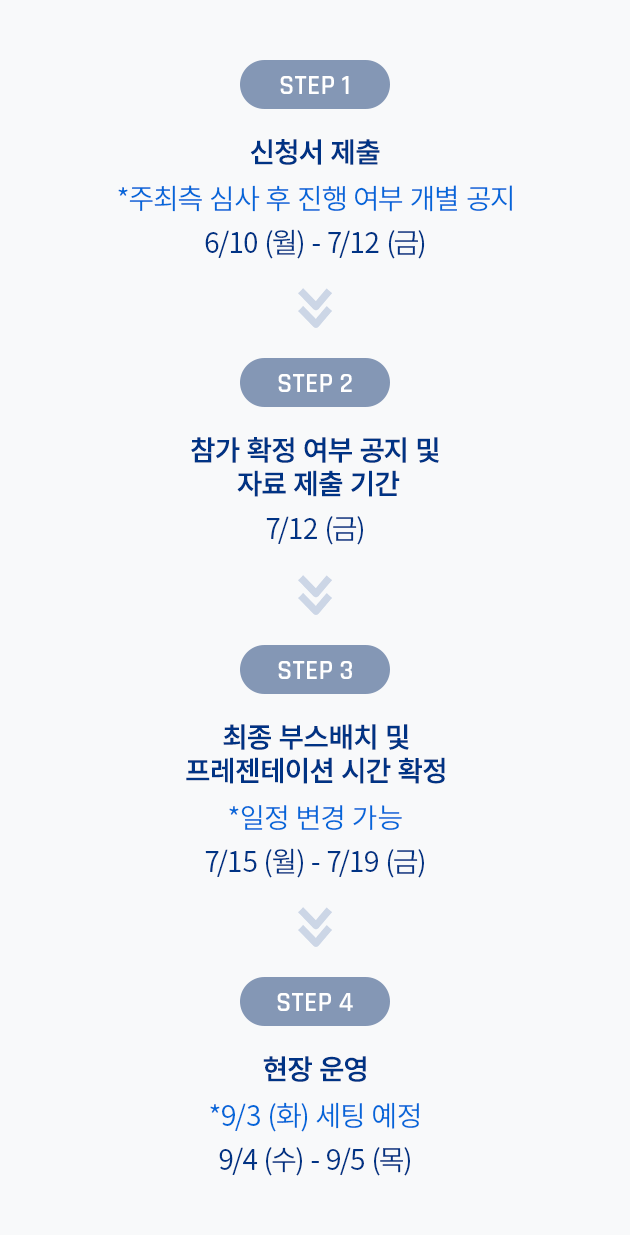 STEP 1
신청서 제출
*주최측 심사 후 진행 여부 개별 공지
6/10 (월) - 7/12 (금)
STEP 2
참가 확정 여부 공지 및
자료 제출 기간
7/12 (금)
STEP 3
최종 부스배치 및
프레젠테이션 시간 확정
*일정 변경 가능
7/15 (월) - 7/19 (금)
STEP 4
현장 운영
*9/3 (화) 세팅 예정
9/4 (수) - 9/5 (목)